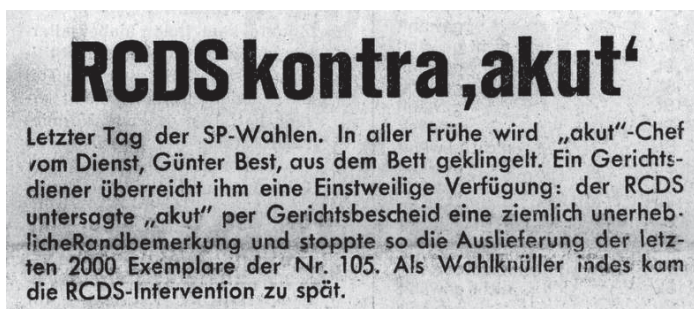 RCDS kontra ‚akut‘
Letzter Tag der SP-Wahlen. In aller Frühe wird „akut“-Chef
vom Dienst, Günter Best, aus dem Bett geklingelt. Ein Gerichts-
diener überreicht ihm eine Einstweilige Verfügung: der RCDS
untersagte „akut“ per Gerichtsbescheid eine ziemlich unerheb-
licheRandbemerkung und stoppte so die Auslieferung der letz-
ten 2000 Exemplare der Nr. 105. Als Wahlknüller indes kam
die RCDS-Intervention zu spät.